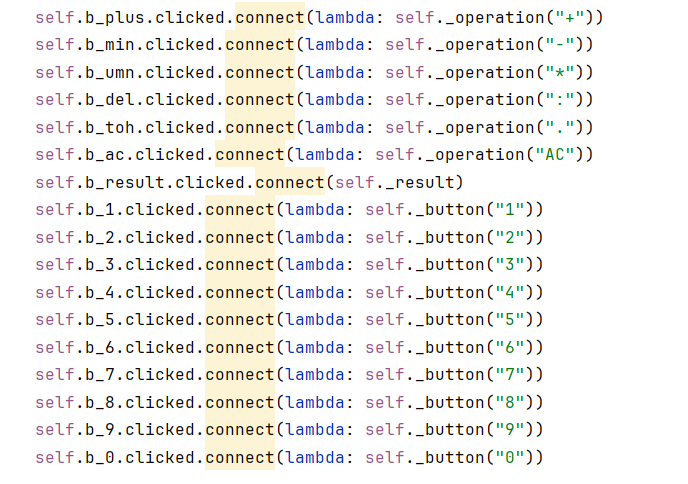 self.b_plus.clicked.connect(lambda: self._operation("+"))
self.b_min.clicked.connect(lambda: self._operation("-"))
self.b_umn.clicked.connect(lambda: self._operation("*"))
self.b_del.clicked.connect(lambda: self._operation(":"))
self.b_toh.clicked.connect(lambda: self._operation("."))
self.b_ac.clicked.connect(lambda: self._operation("AC"))
self.b_result.clicked.connect(self._result)
self.b_1.clicked.connect(lambda: self._button("1"))
self.b_2.clicked.connect(lambda: self._button("2"))
self.b_3.clicked.connect(lambda: self._button("3"))
self.b_4.clicked.connect(lambda: self._button("4"))
self.b_5.clicked.connect(lambda: self._button("5"))
self.b_6.clicked.connect(lambda: self._button("6"))
self.b_7.clicked.connect(lambda: self._button("7"))
self.b_8.clicked.connect(lambda: self._button("8"))
self.b_9.clicked.connect(lambda: self._button("9"))
self.b_0.clicked.connect(lambda: self._button("0"))